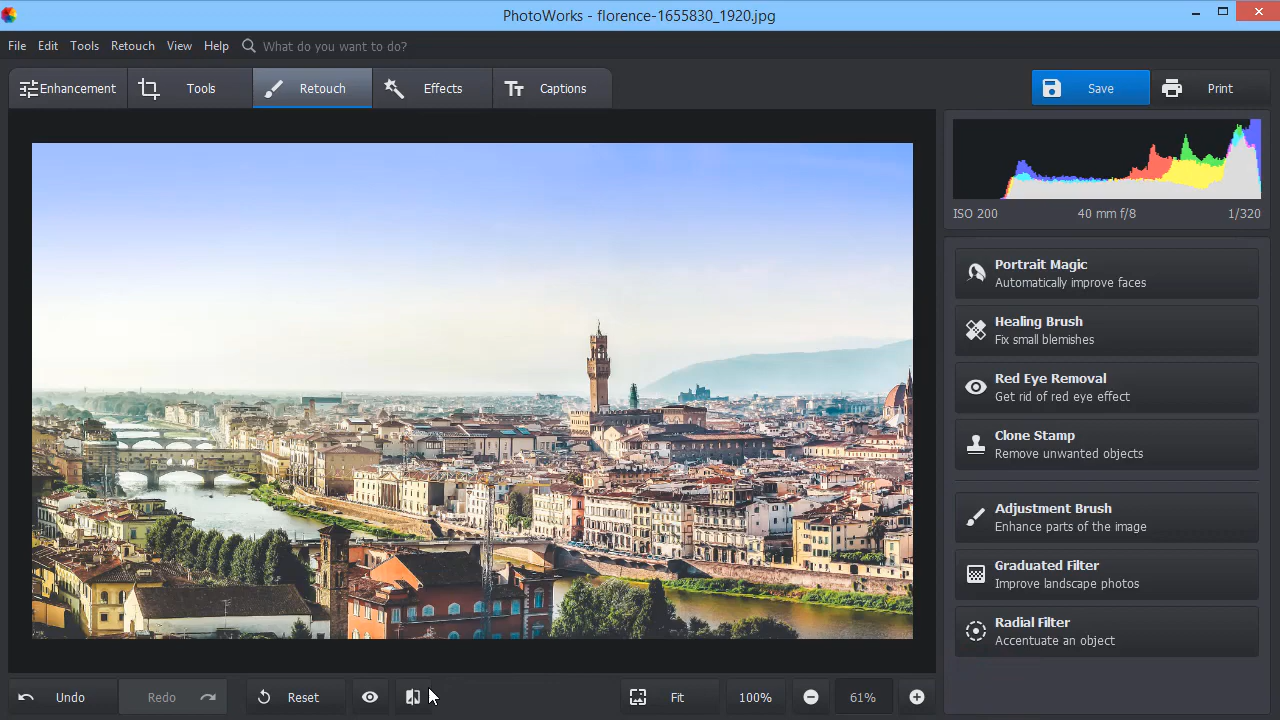 PhotoWorks - florence-1655830_1920.jpg
File Edit Tools Retouch View Help What do you want to do?
Enhancement Tools Retouch Effects Captions Save Print
ISO 200 40 mm f/8 1/320
Portrait Magic
Automatically improve faces
Healing Brush
Fix small blemishes
Red Eye Removal
Get rid of red eye effect
Clone Stamp
Remove unwanted objects
Adjustment Brush
Enhance parts of the image
Graduated Filter
Improve landscape photos
Radial Filter
Accentuate an object
Undo Redo Reset Fit 100% 61%